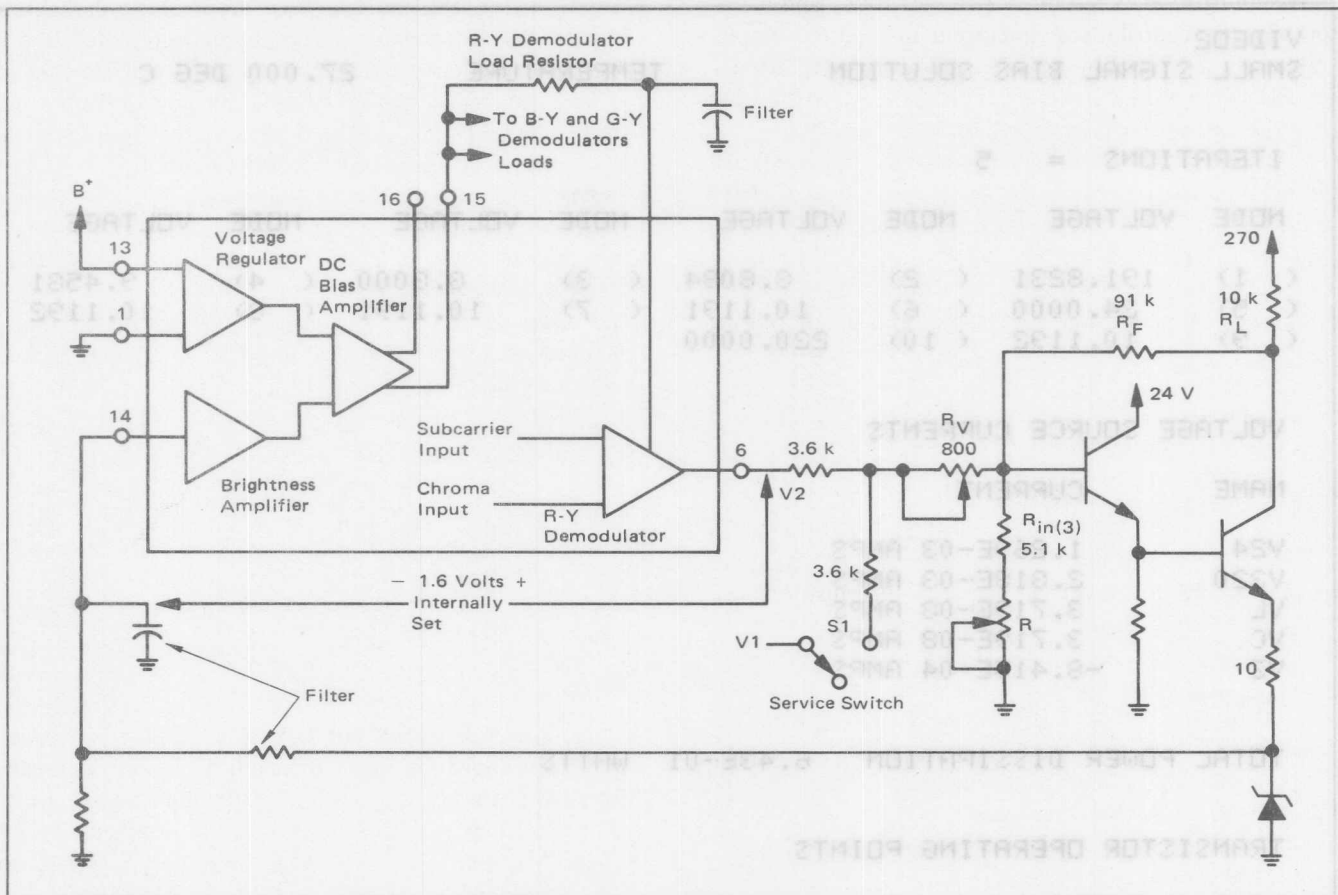 R-Y Demodulator
Load Resistor
Filter
To B-Y and G-Y
Demodulators
Loads
B+
16
15
13
Voltage
Regulator
DC
Bias
Amplifier
1
14
Brightness
Amplifier
Subcarrier
Input
Chroma
Input
R-Y
Demodulator
6
V2
3.6 k
RV
800
270
10 k
RL
91 k
RF
24 V
Rin(3)
5.1 k
3.6 k
R
S1
V1
Service Switch
10
− 1.6 Volts +
Internally
Set
Filter